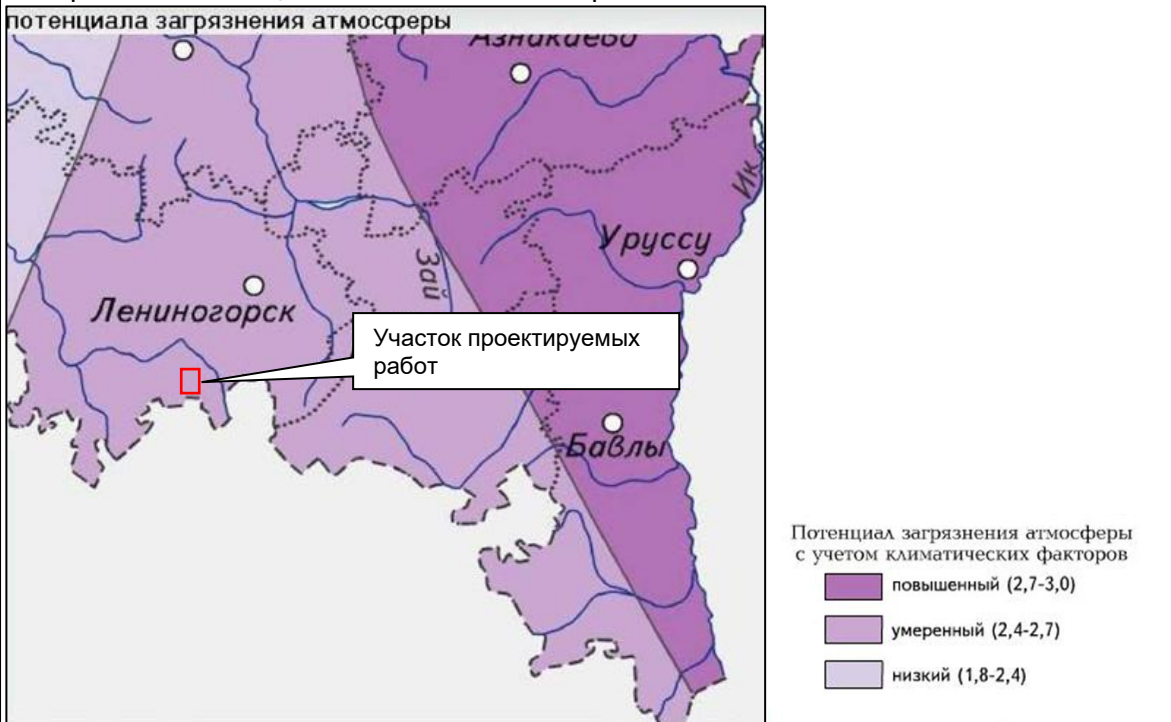 потенциала загрязнения атмосферы
Азнакаево
Ик
Уруссу
Зай
Лениногорск
Участок проектируемых
работ
Бавлы
Потенциал загрязнения атмосферы
с учетом климатических факторов
повышенный (2,7-3,0)
умеренный (2,4-2,7)
низкий (1,8-2,4)